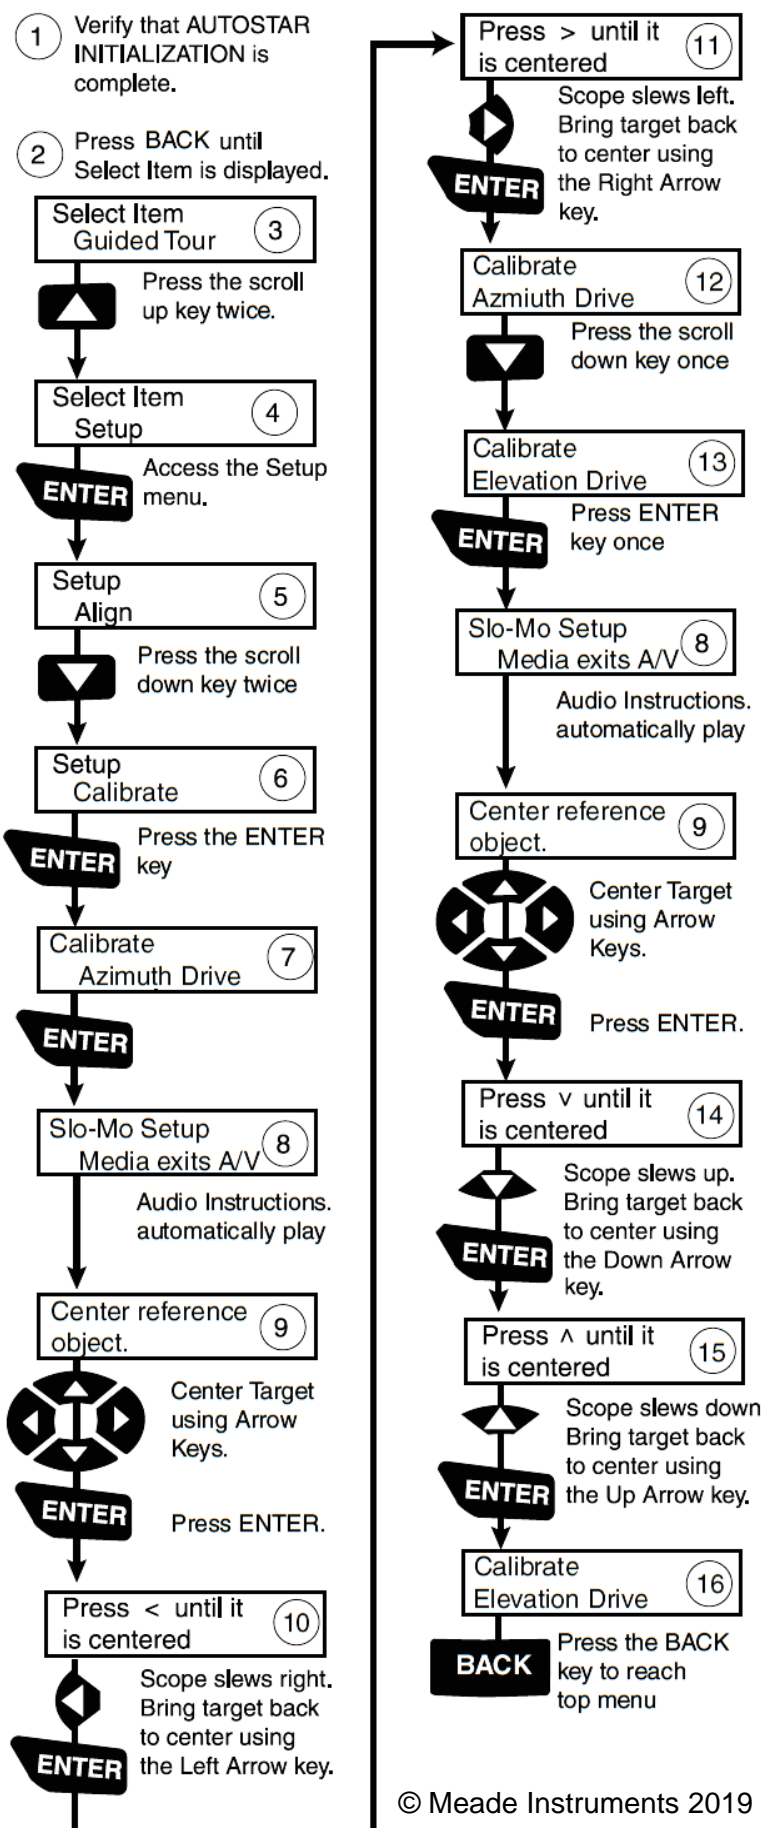 1
Verify that AUTOSTAR
INITIALIZATION is
complete.
2
Press BACK until
Select Item is displayed.
Select Item
Guided Tour
3
Press the scroll
up key twice.
Select Item
Setup
4
ENTER
Access the Setup
menu.
Setup
Align
5
Press the scroll
down key twice
Setup
Calibrate
6
ENTER
Press the ENTER
key
Calibrate
Azimuth Drive
7
ENTER
Slo-Mo Setup
Media exits A/V
8
Audio Instructions.
automatically play
Center reference
object.
9
Center Target
using Arrow
Keys.
ENTER
Press ENTER.
Press < until it
is centered
10
Scope slews right.
Bring target back
to center using
the Left Arrow key.
ENTER
Press > until it
is centered
11
Scope slews left.
Bring target back
to center using
the Right Arrow
key.
ENTER
Calibrate
Azmiuth Drive
12
Press the scroll
down key once
Calibrate
Elevation Drive
13
ENTER
Press ENTER
key once
Slo-Mo Setup
Media exits A/V
8
Audio Instructions.
automatically play
Center reference
object.
9
Center Target
using Arrow
Keys.
ENTER
Press ENTER.
Press v until it
is centered
14
Scope slews up.
Bring target back
to center using
the Down Arrow
key.
ENTER
Press ʌ until it
is centered
15
Scope slews down
Bring target back
to center using
the Up Arrow key.
ENTER
Calibrate
Elevation Drive
16
BACK
Press the BACK
key to reach
top menu
© Meade Instruments 2019